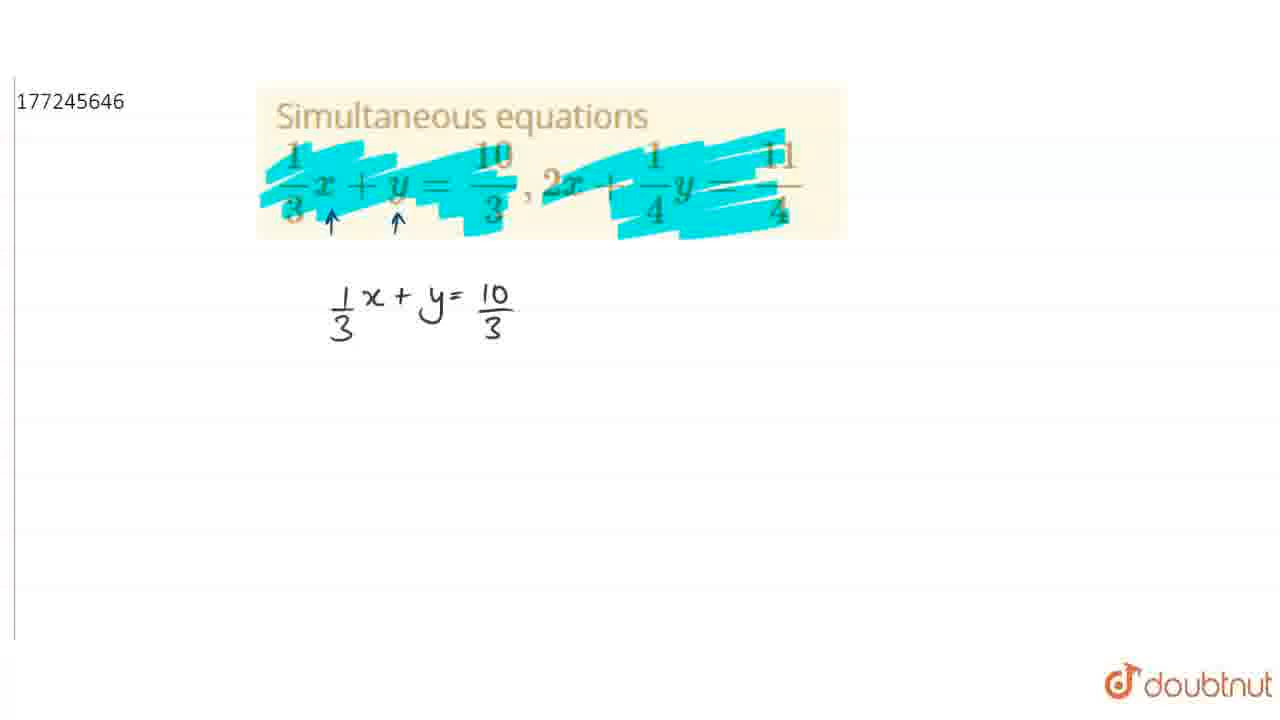 177245646
Simultaneous equations
1/3 x + y = 10/3 , 2x + 1/4 y = 11/4
1/3 x + y = 10/3
doubtnut